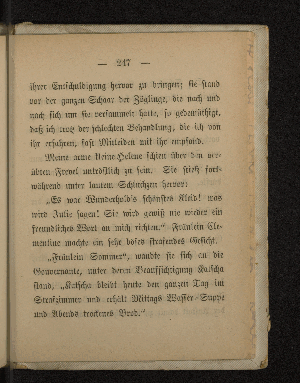 — 247 —
ihrer Entschuldigung hervor zu bringen; sie stand
vor der ganzen Schaar der Zöglinge, die nach und
nach sich um sie versammelt hatte, so gedemüthigt,
daß ich trotz der schlechten Behandlung, die ich von
ihr erfahren, fast Mitleiden mit ihr empfand.
Meine arme kleine Helene schien über den ver-
übten Frevel untröstlich zu sein. Sie stieß fort-
während unter lautem Schluchzen hervor:
„Es war Wunderhold's schönstes Kleid! was
wird Julie sagen! Sie wird gewiß nie wieder ein
freundliches Wort an mich richten.“ Fräulein Cle-
mentine machte ein sehr böses strafendes Gesicht.
„Fräulein Sommer“, wandte sie sich an die
Gouvernante, unter deren Beaufsichtigung Katscha
stand, „Katscha bleibt heute den ganzen Tag im
Strafzimmer und erhält Mittags Wasser-Suppe
und Abends trockenes Brod.“